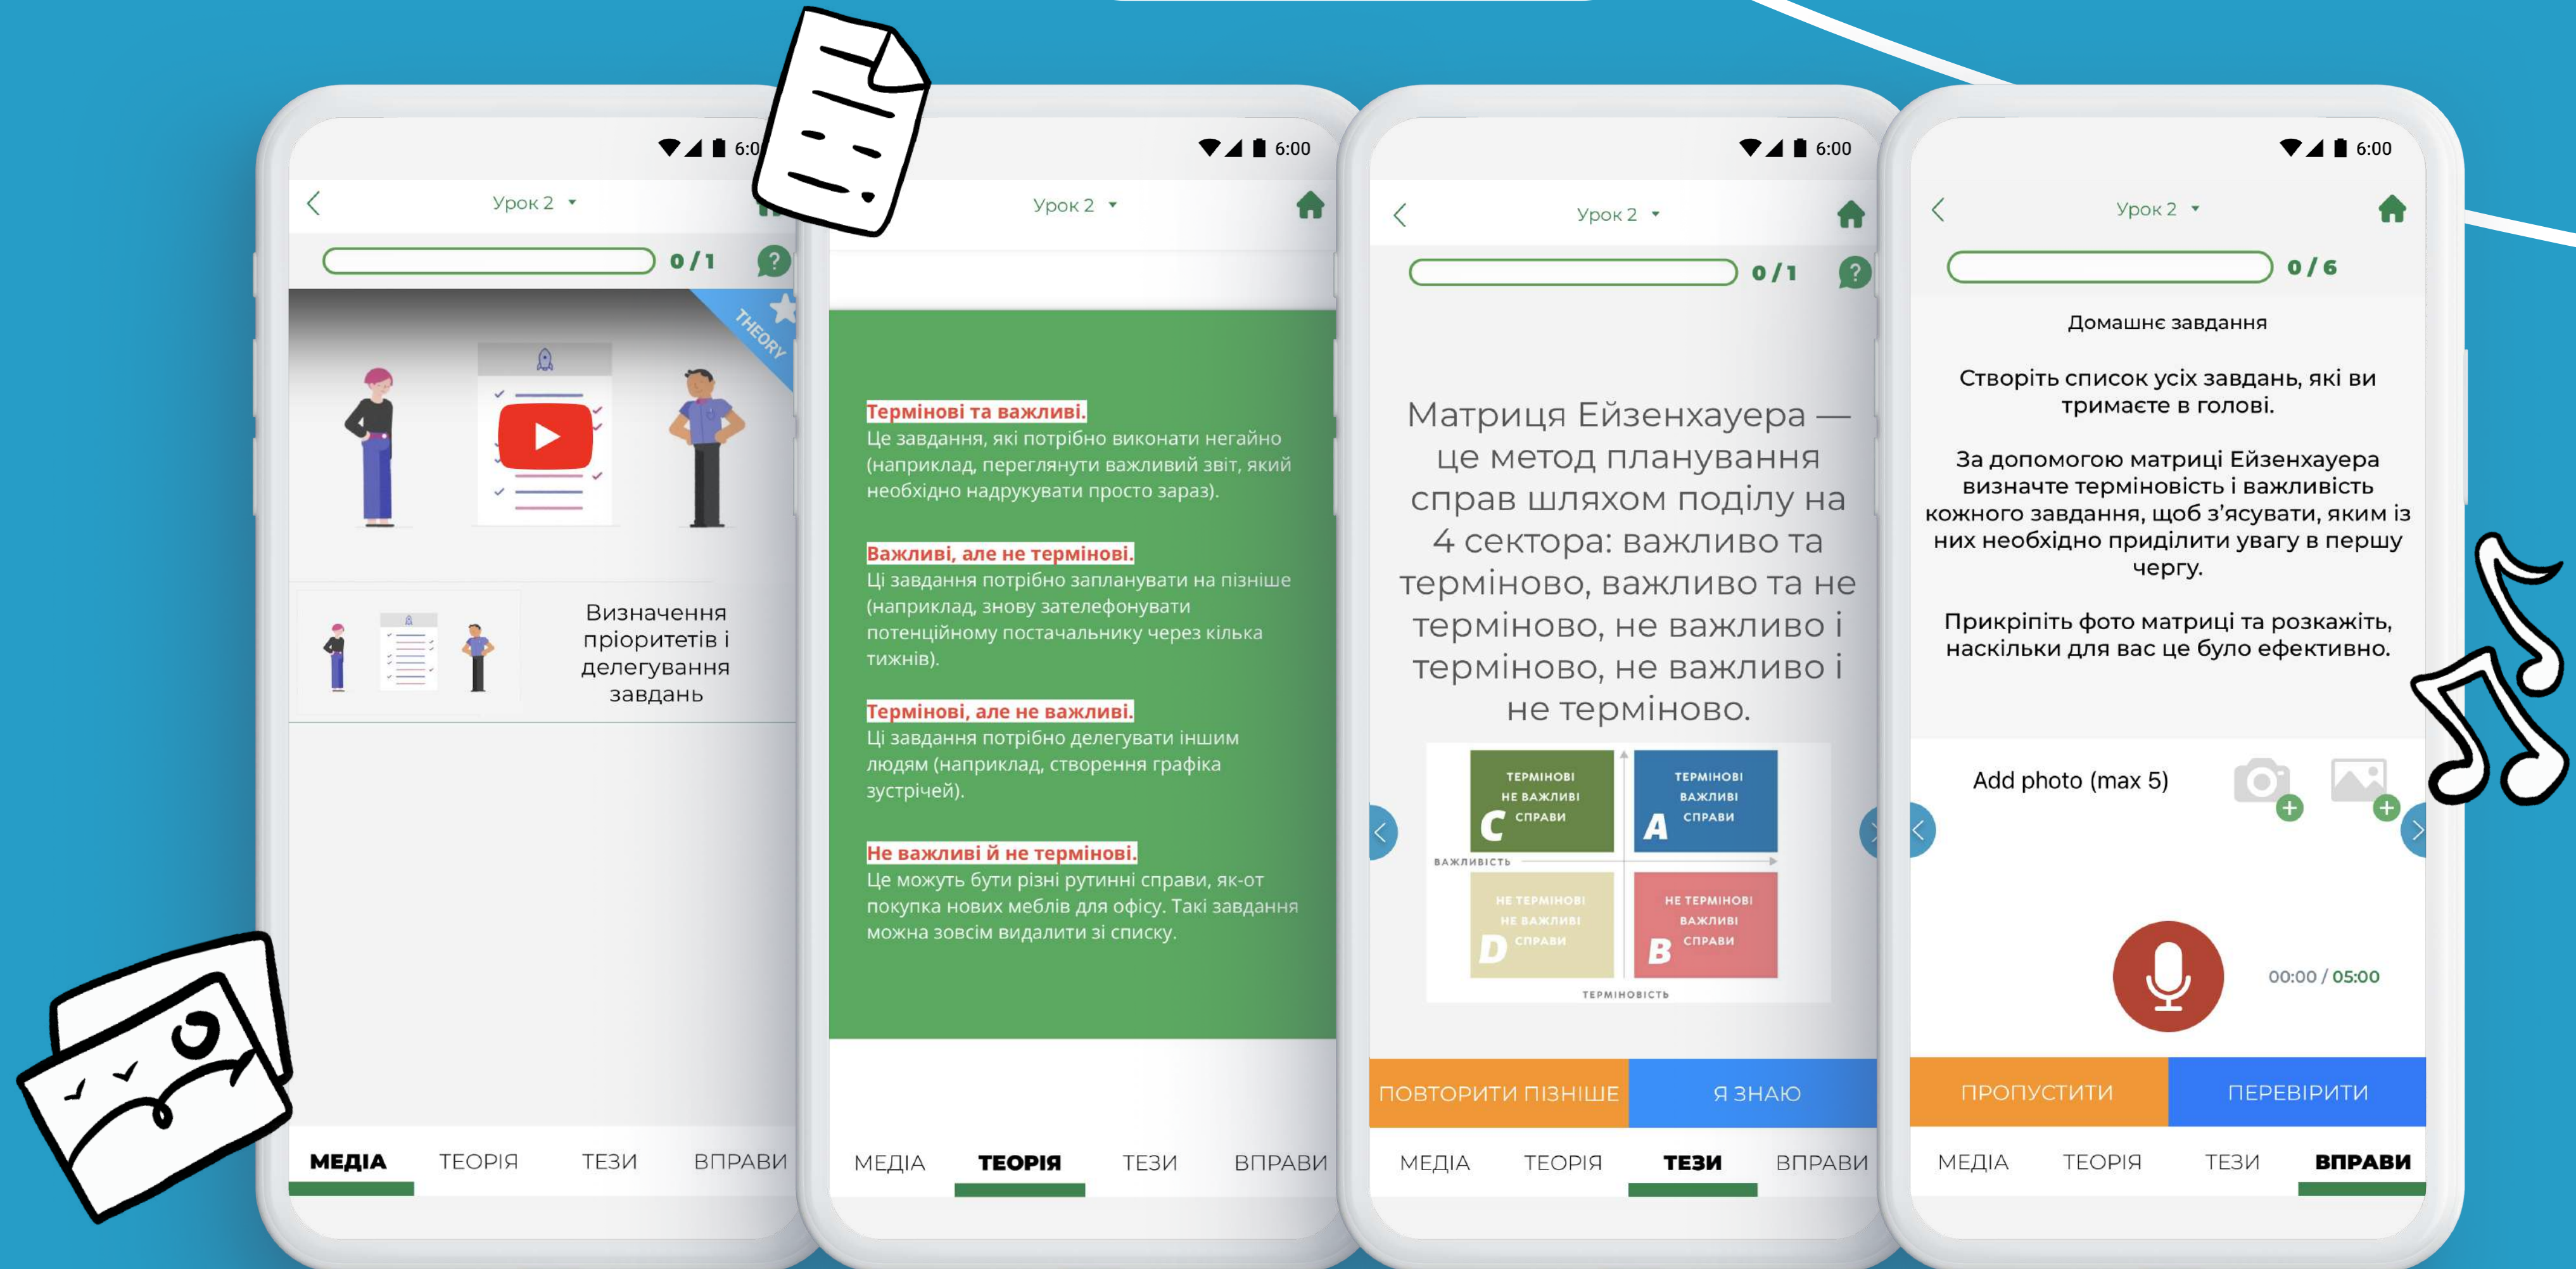 6:0
Урок 2
0/1
THEORY
Визначення
пріоритетів і
делегування
завдань
МЕДІА ТЕОРІЯ ТЕЗИ ВПРАВИ
6:00
Урок 2
Термінові та важливі.
Це завдання, які потрібно виконати негайно
(наприклад, переглянути важливий звіт, який
необхідно надрукувати просто зараз).
Важливі, але не термінові.
Ці завдання потрібно запланувати на пізніше
(наприклад, знову зателефонувати
потенційному постачальнику через кілька
тижнів).
Термінові, але не важливі.
Ці завдання потрібно делегувати іншим
людям (наприклад, створення графіка
зустрічей).
Не важливі й не термінові.
Це можуть бути різні рутинні справи, як-от
покупка нових меблів для офісу. Такі завдання
можна зовсім видалити зі списку.
МЕДІА ТЕОРІЯ ТЕЗИ ВПРАВИ
6:00
Урок 2
0/1
Матриця Ейзенхауера —
це метод планування
справ шляхом поділу на
4 сектора: важливо та
терміново, важливо та не
терміново, не важливо і
терміново, не важливо і
не терміново.
ТЕРМІНОВІ
НЕ ВАЖЛИВІ
C СПРАВИ
ТЕРМІНОВІ
ВАЖЛИВІ
A СПРАВИ
ВАЖЛИВІСТЬ
НЕ ТЕРМІНОВІ
НЕ ВАЖЛИВІ
D СПРАВИ
НЕ ТЕРМІНОВІ
ВАЖЛИВІ
B СПРАВИ
ТЕРМІНОВІСТЬ
ПОВТОРИТИ ПІЗНІШЕ Я ЗНАЮ
МЕДІА ТЕОРІЯ ТЕЗИ ВПРАВИ
6:00
Урок 2
0/6
Домашнє завдання
Створіть список усіх завдань, які ви
тримаєте в голові.
За допомогою матриці Ейзенхауера
визначте терміновість і важливість
кожного завдання, щоб з’ясувати, яким із
них необхідно приділити увагу в першу
чергу.
Прикріпіть фото матриці та розкажіть,
наскільки для вас це було ефективно.
Add photo (max 5)
00:00 / 05:00
ПРОПУСТИТИ ПЕРЕВІРИТИ
МЕДІА ТЕОРІЯ ТЕЗИ ВПРАВИ